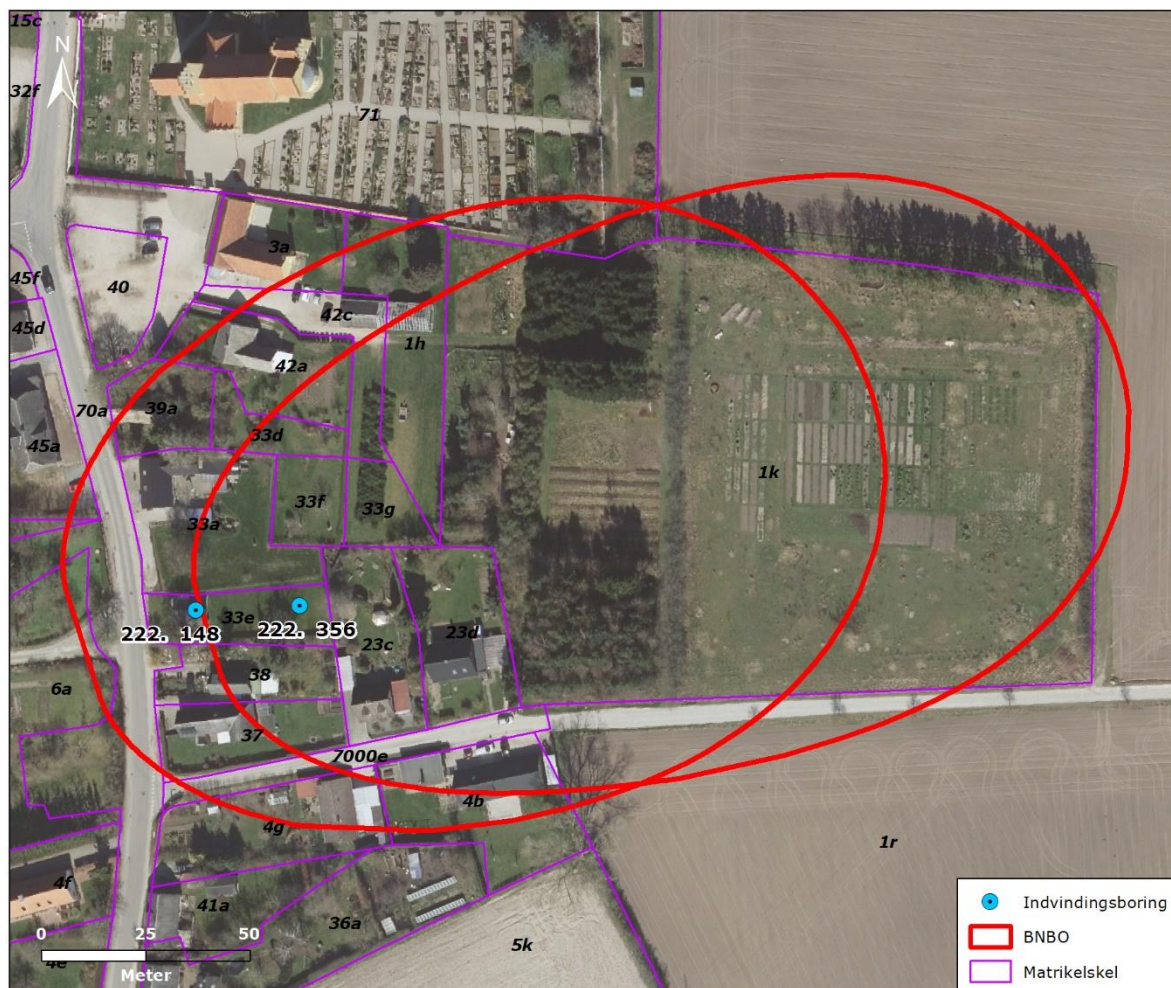 15c
N
32f
71
3a
45f
40
42c
45d
1h
42a
70a
39a
45a
33d
1k
33f
33g
33a
33e
222. 148
222. 356
23c
23d
6a
38
37
7000e
4b
4g
1r
4f
41a
36a
5k
4e
0 25 50
Meter
Indvindingsboring
BNBO
Matrikelskel